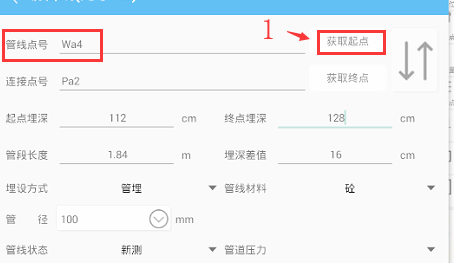 1
管线点号 Wa4 获取起点
连接点号 Pa2 获取终点
起点埋深 112 cm 终点埋深 128 cm
管段长度 1.84 m 埋深差值 16 cm
埋设方式 管埋 管线材料 砼
管 径 100 mm
管线状态 新测 管道压力